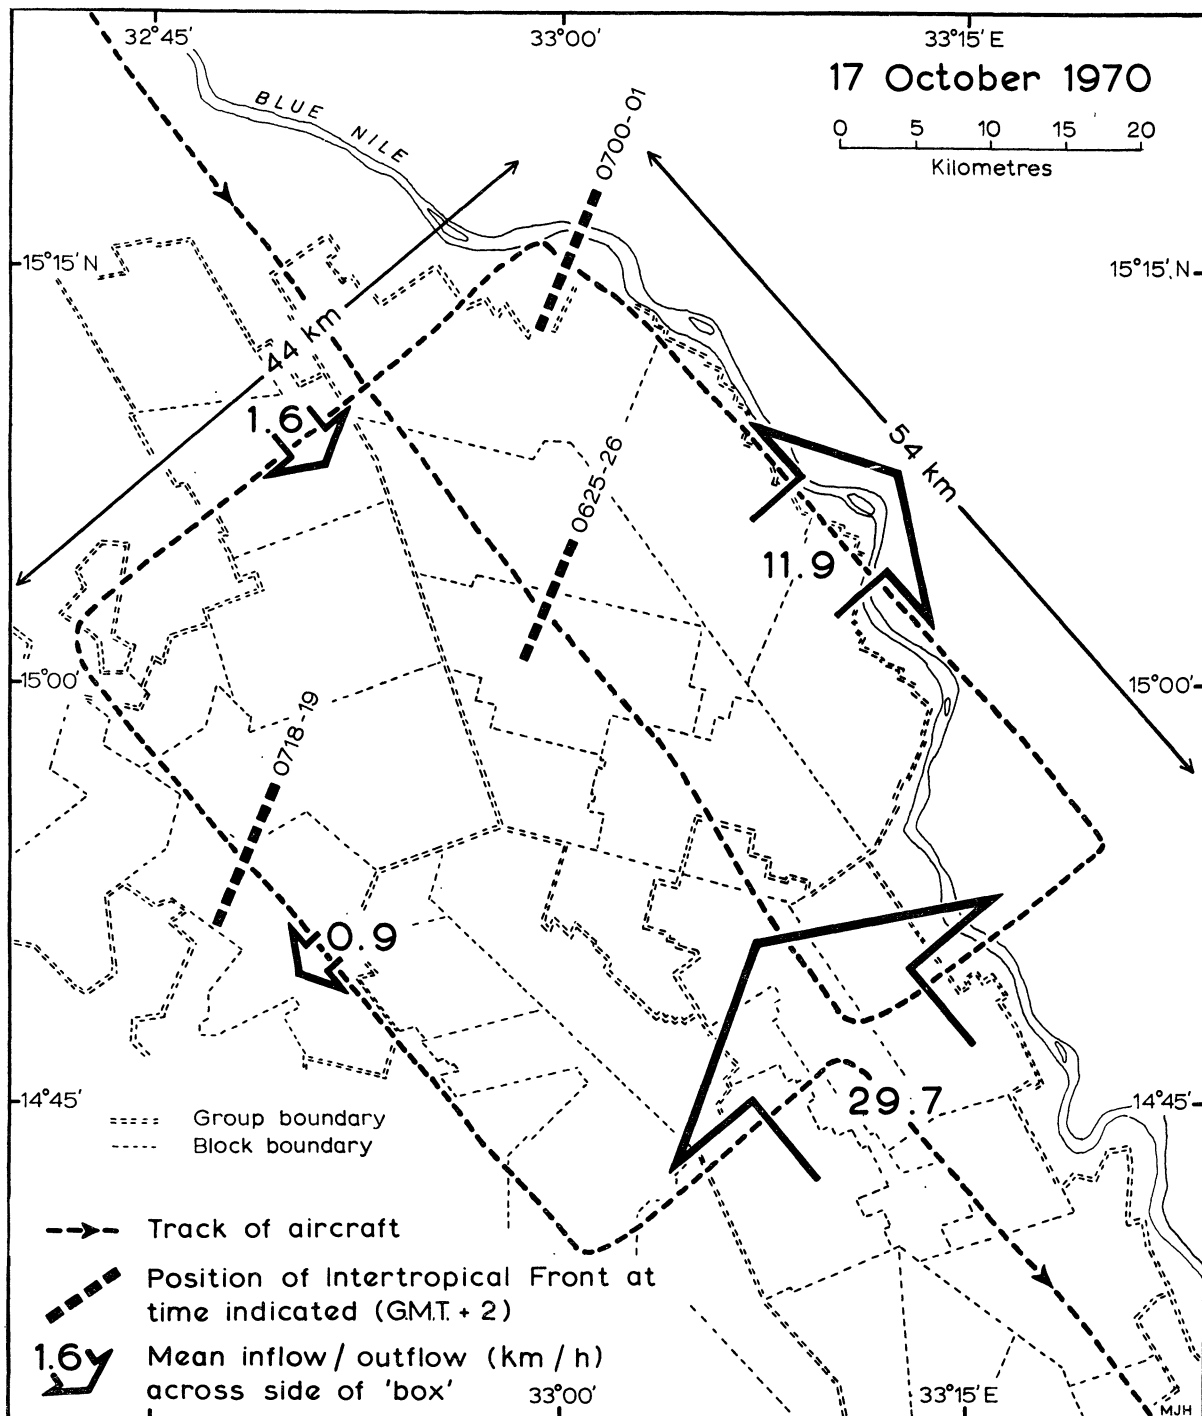 32°45'
33°00'
33°15' E
17 October 1970
0 5 10 15 20
Kilometres
BLUE NILE
0700-01
15°15' N
15°15' N
44 km
1.6
54 km
0625-26
11.9
15°00'
15°00'
0718-19
0.9
29.7
14°45'
14°45'
Group boundary
Block boundary
Track of aircraft
Position of Intertropical Front at
time indicated (G.M.T. + 2)
1.6
Mean inflow / outflow (km / h)
across side of 'box'
33°00'
33°15' E
MJH